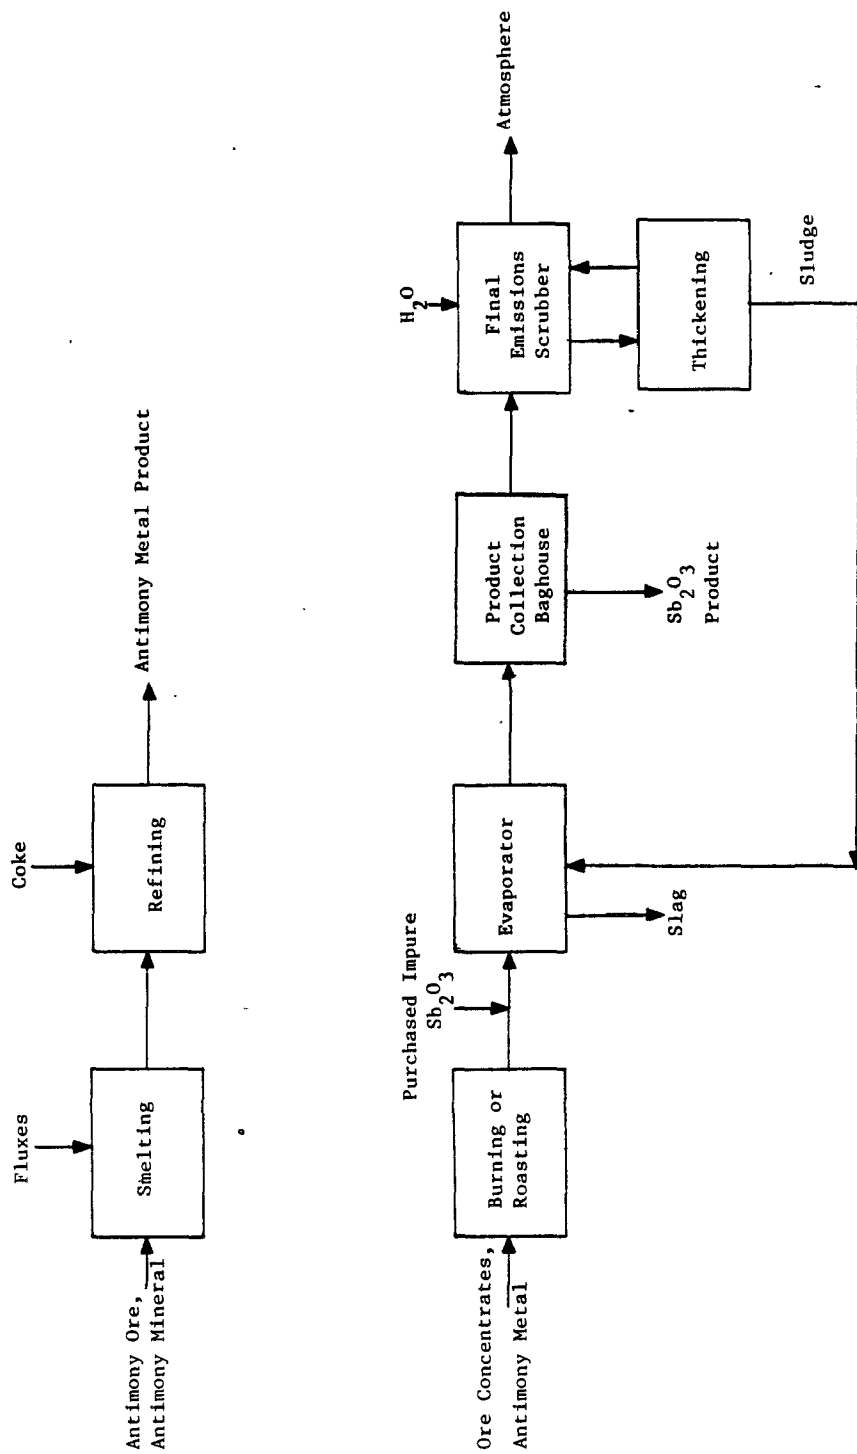 Fluxes
Coke
Antimony Ore,
Antimony Mineral
Smelting
Refining
Antimony Metal Product
Purchased Impure
Sb2O3
H2O
Ore Concentrates,
Antimony Metal
Burning or
Roasting
Evaporator
Product
Collection
Baghouse
Final
Emissions
Scrubber
Atmosphere
Slag
Sb2O3
Product
Thickening
Sludge